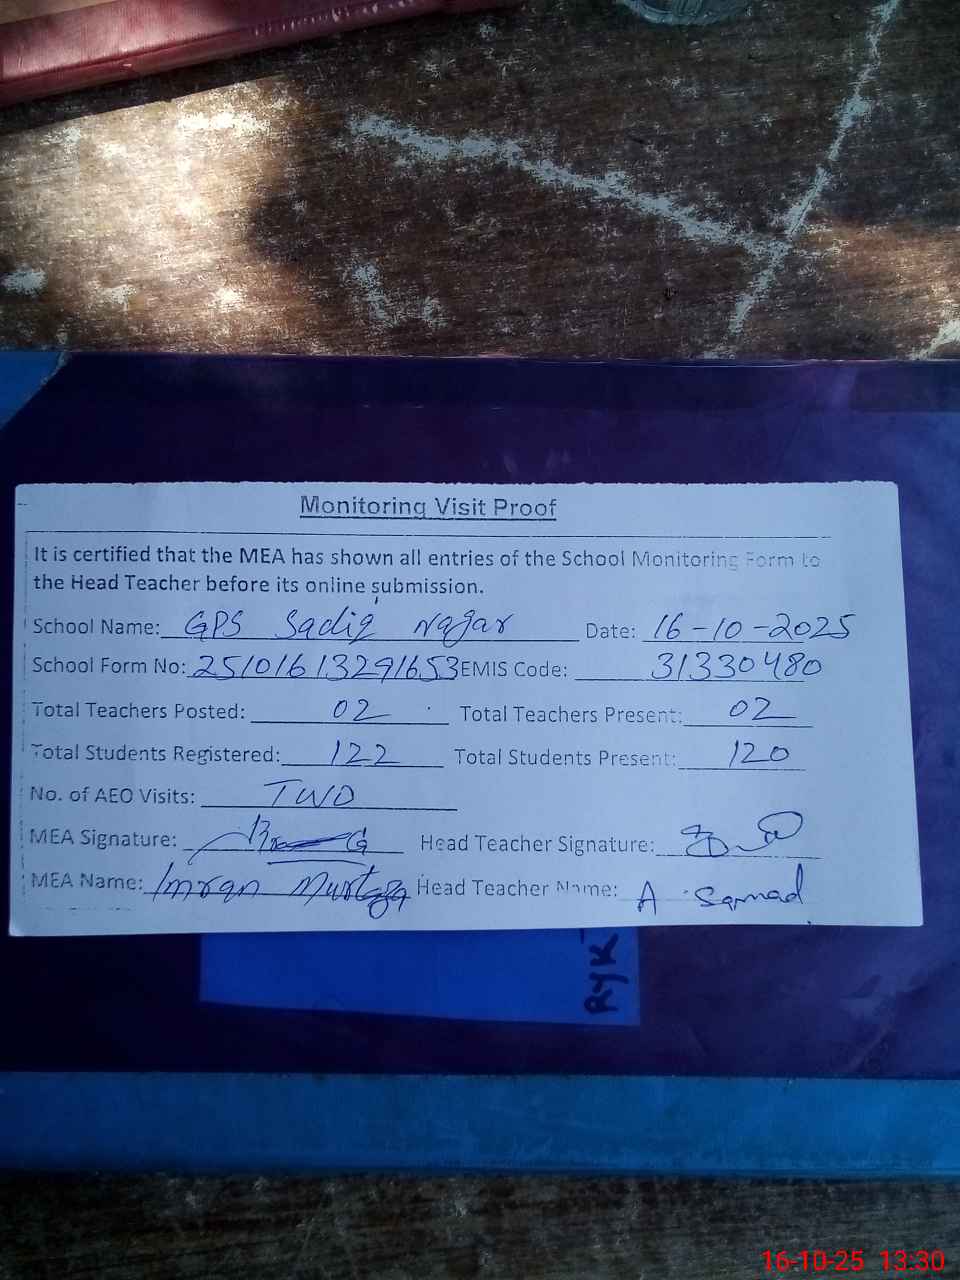 Monitoring Visit Proof
It is certified that the MEA has shown all entries of the School Monitoring Form to
the Head Teacher before its online submission.
School Name: GPS Sadiq Nagar Date: 16-10-2025
School Form No: 25101613291653 EMIS Code: 31330480
Total Teachers Posted: 02 Total Teachers Present: 02
Total Students Registered: 122 Total Students Present: 120
No. of AEO Visits: TWO
MEA Signature: Head Teacher Signature:
MEA Name: Imran Murtaza Head Teacher Name: A Samad
RYK
16-10-25 13:30